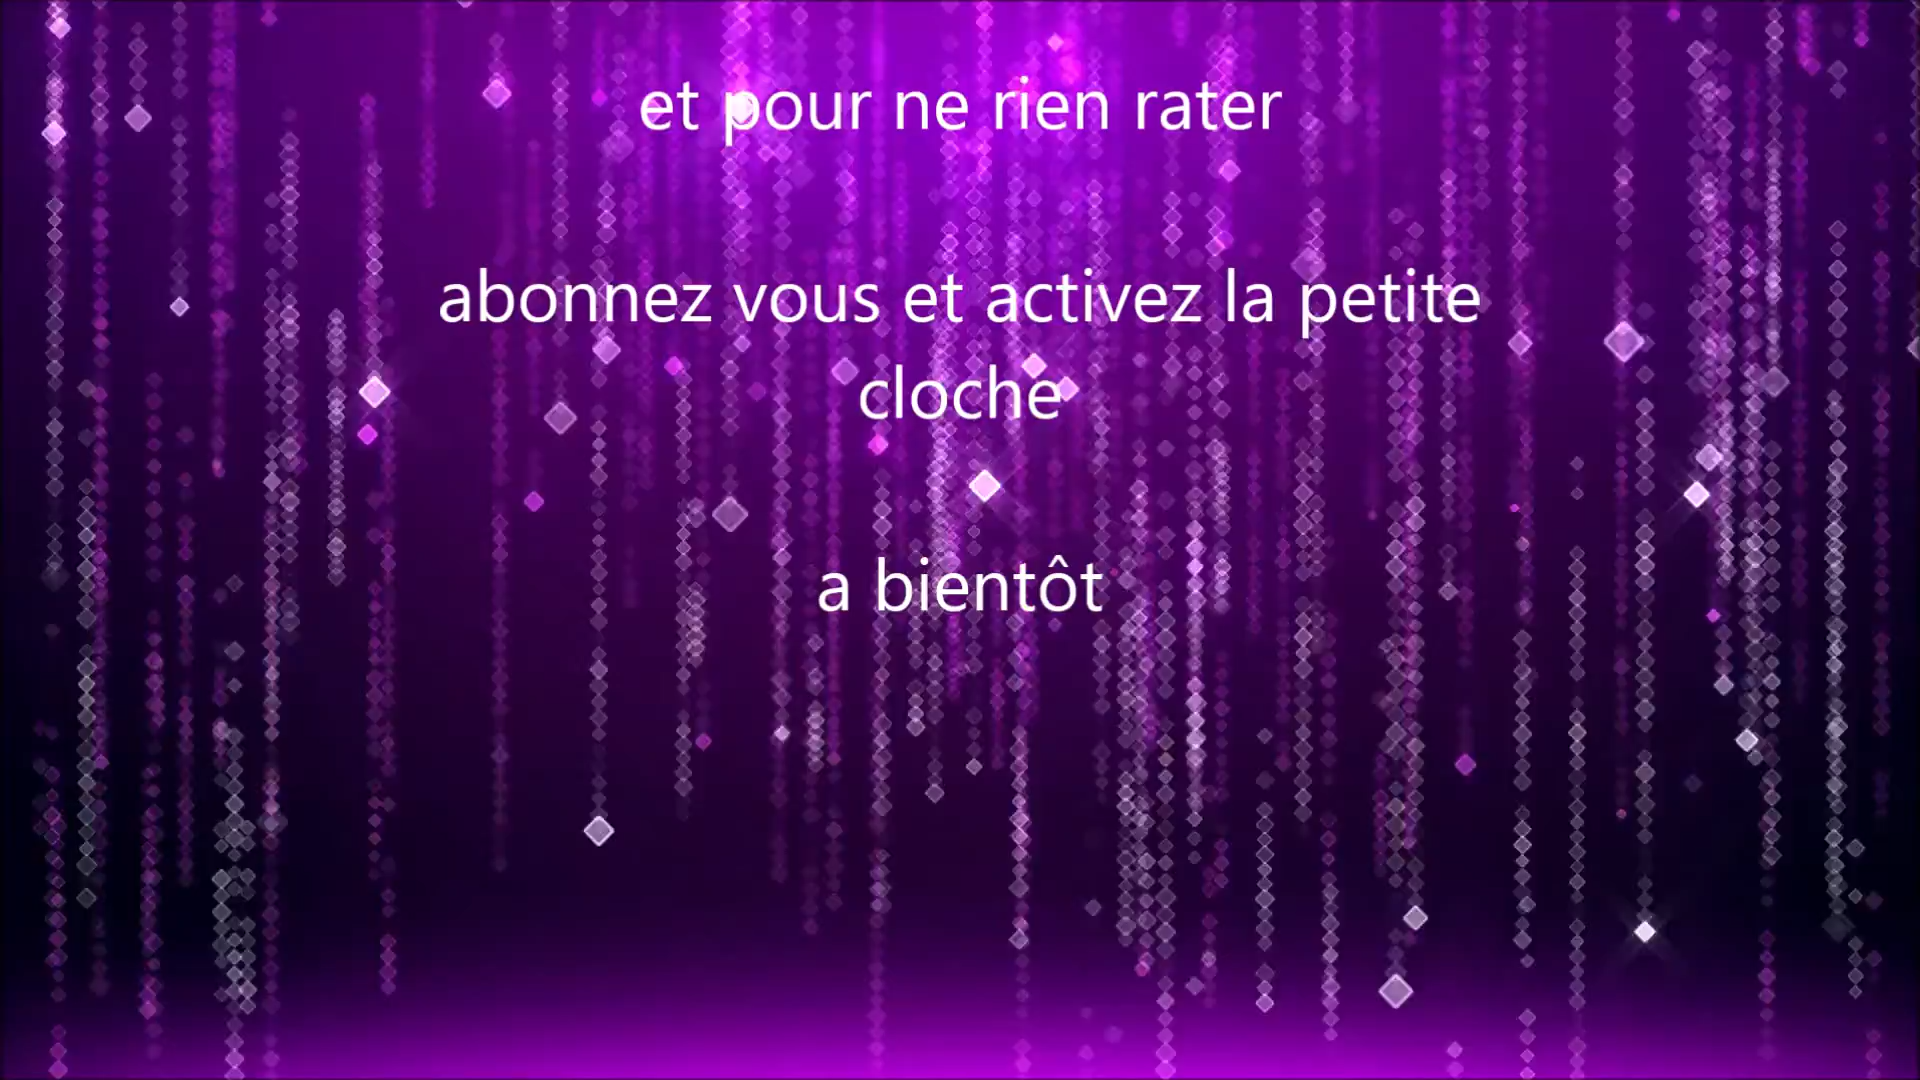 et pour ne rien rater
abonnez vous et activez la petite
cloche
a bientôt